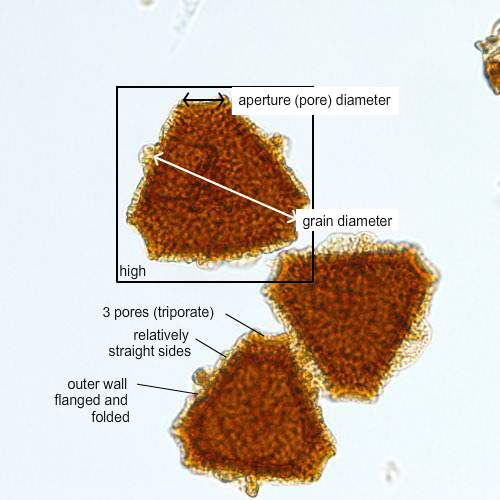 aperture (pore) diameter
grain diameter
high
3 pores (triporate)
relatively
straight sides
outer wall
flanged and
folded